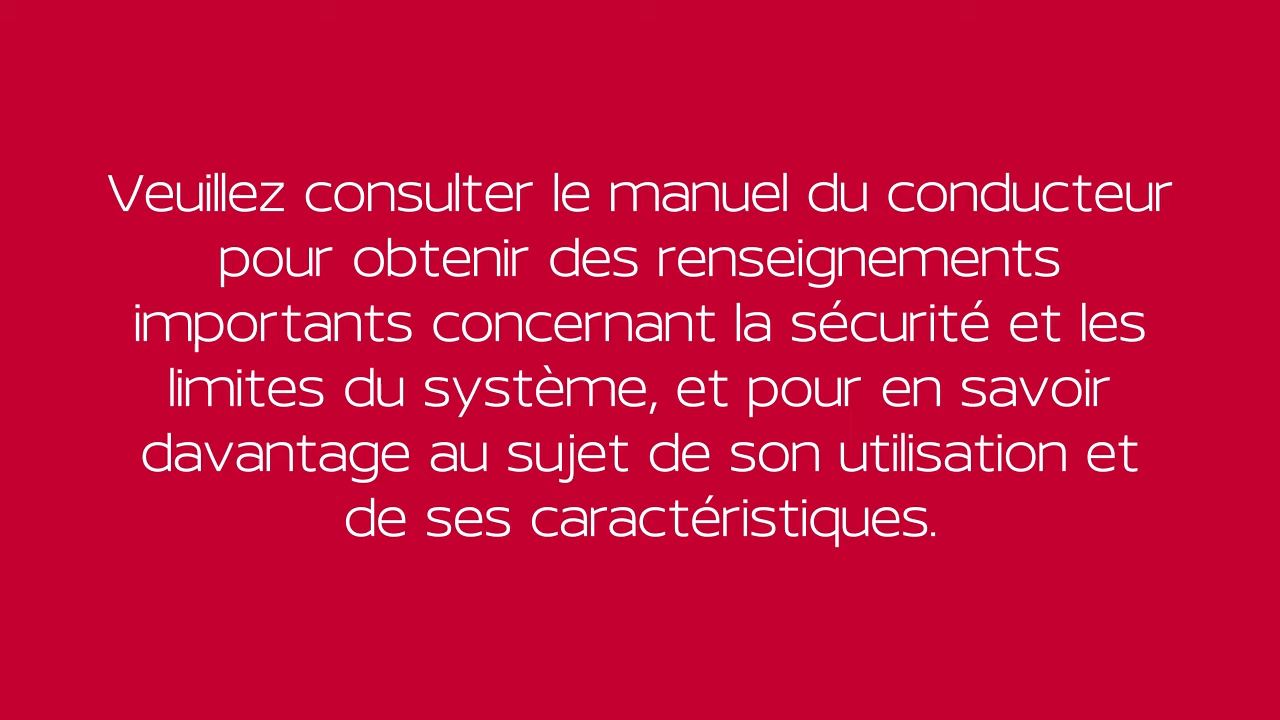 Veuillez consulter le manuel du conducteur
pour obtenir des renseignements
importants concernant la sécurité et les
limites du système, et pour en savoir
davantage au sujet de son utilisation et
de ses caractéristiques.